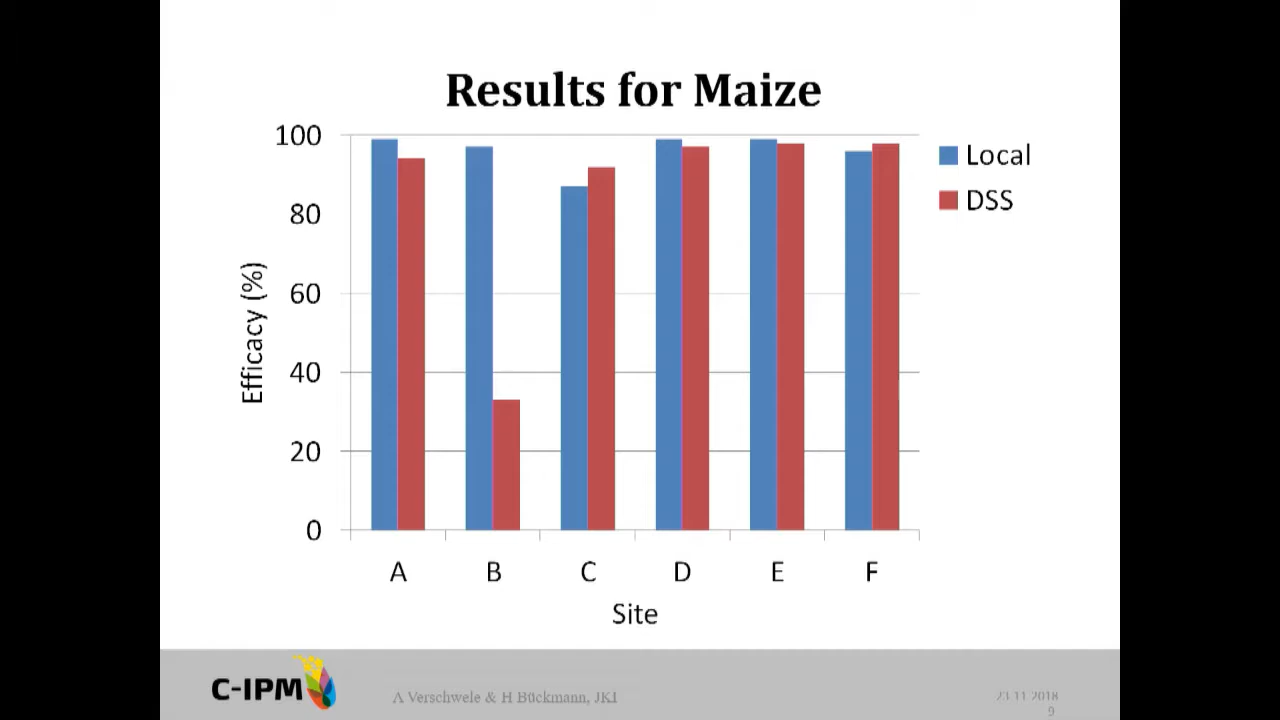 Results for Maize
100
80
60
40
20
0
Efficacy (%)
A B C D E F
Site
Local
DSS
C-IPM
A Verschwele & H Bückmann, JKI
23.11.2018
9